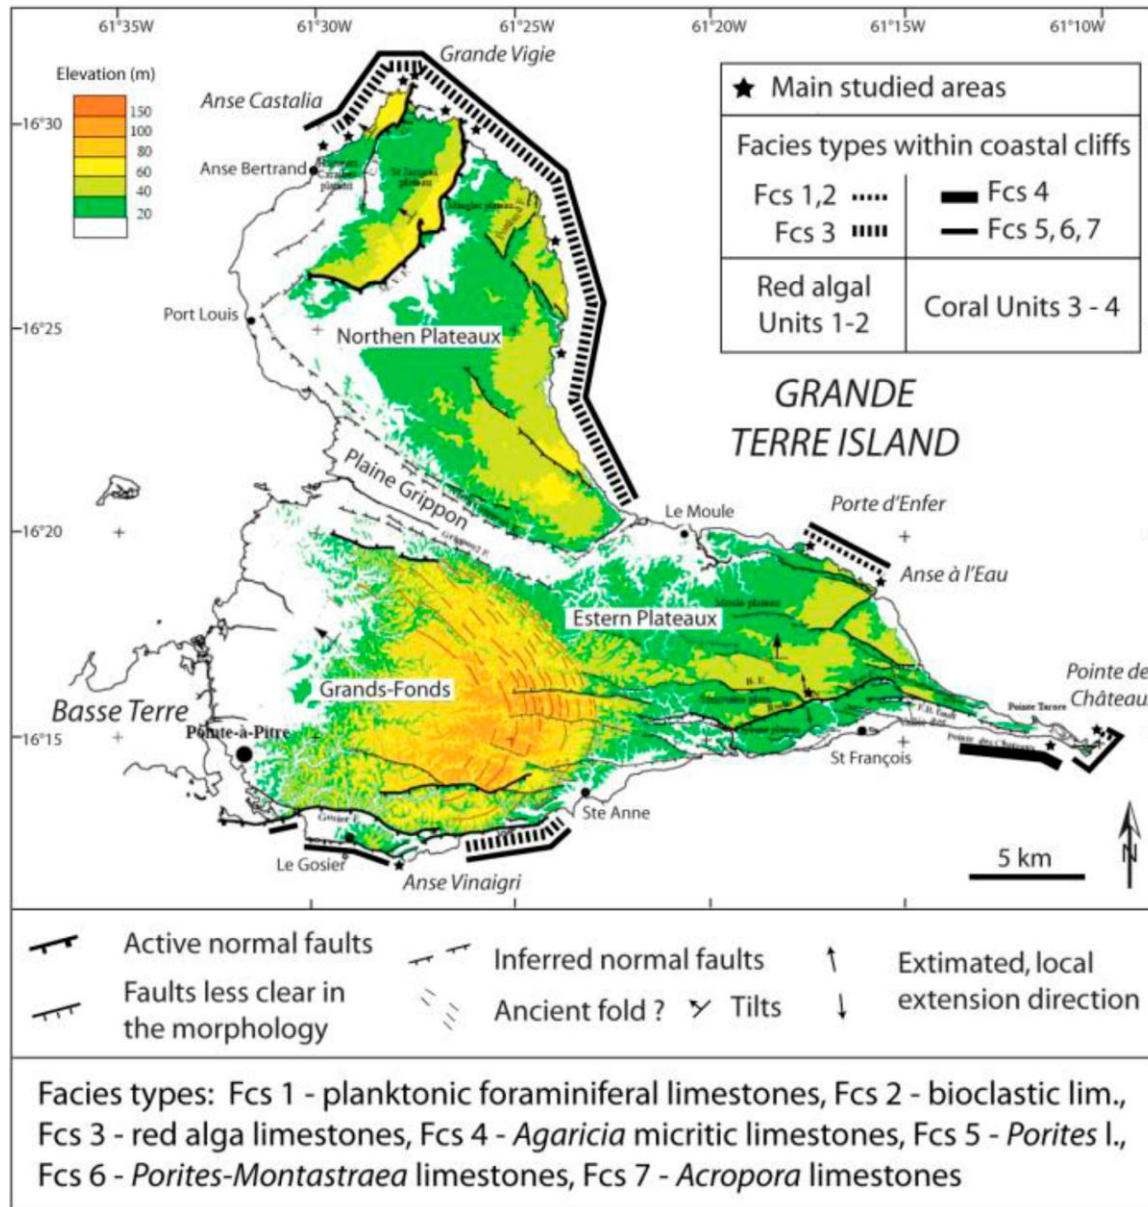 61°35W 61°30W 61°25W 61°20W 61°15W 61°10W
Grande Vigie
Elevation (m)
150
100
80
60
40
20
Anse Castalia
16°30
Anse Bertrand
★ Main studied areas
Facies types within coastal cliffs
Fcs 1,2
Fcs 4
Fcs 3
Fcs 5, 6, 7
Red algal
Units 1-2
Coral Units 3 - 4
plateau
plateau
Port Louis
16°25
Northen Plateaux
GRANDE
TERRE ISLAND
Plaine Grippon
Le Moule
Porte d'Enfer
16°20
Anse à l'Eau
Estern Plateaux
Grands-Fonds
Pointe de
Château
Basse Terre
Pointe-à-Pitre
16°15
Pointe des Châteaux
St François
Ste Anne
Gosier F.
Le Gosier
Anse Vinaigri
5 km
N
Active normal faults
Inferred normal faults
Extimated, local
extension direction
Faults less clear in
the morphology
Ancient fold ?
Tilts
Facies types: Fcs 1 - planktonic foraminiferal limestones, Fcs 2 - bioclastic lim.,
Fcs 3 - red alga limestones, Fcs 4 - Agaricia micritic limestones, Fcs 5 - Porites l.,
Fcs 6 - Porites-Montastraea limestones, Fcs 7 - Acropora limestones